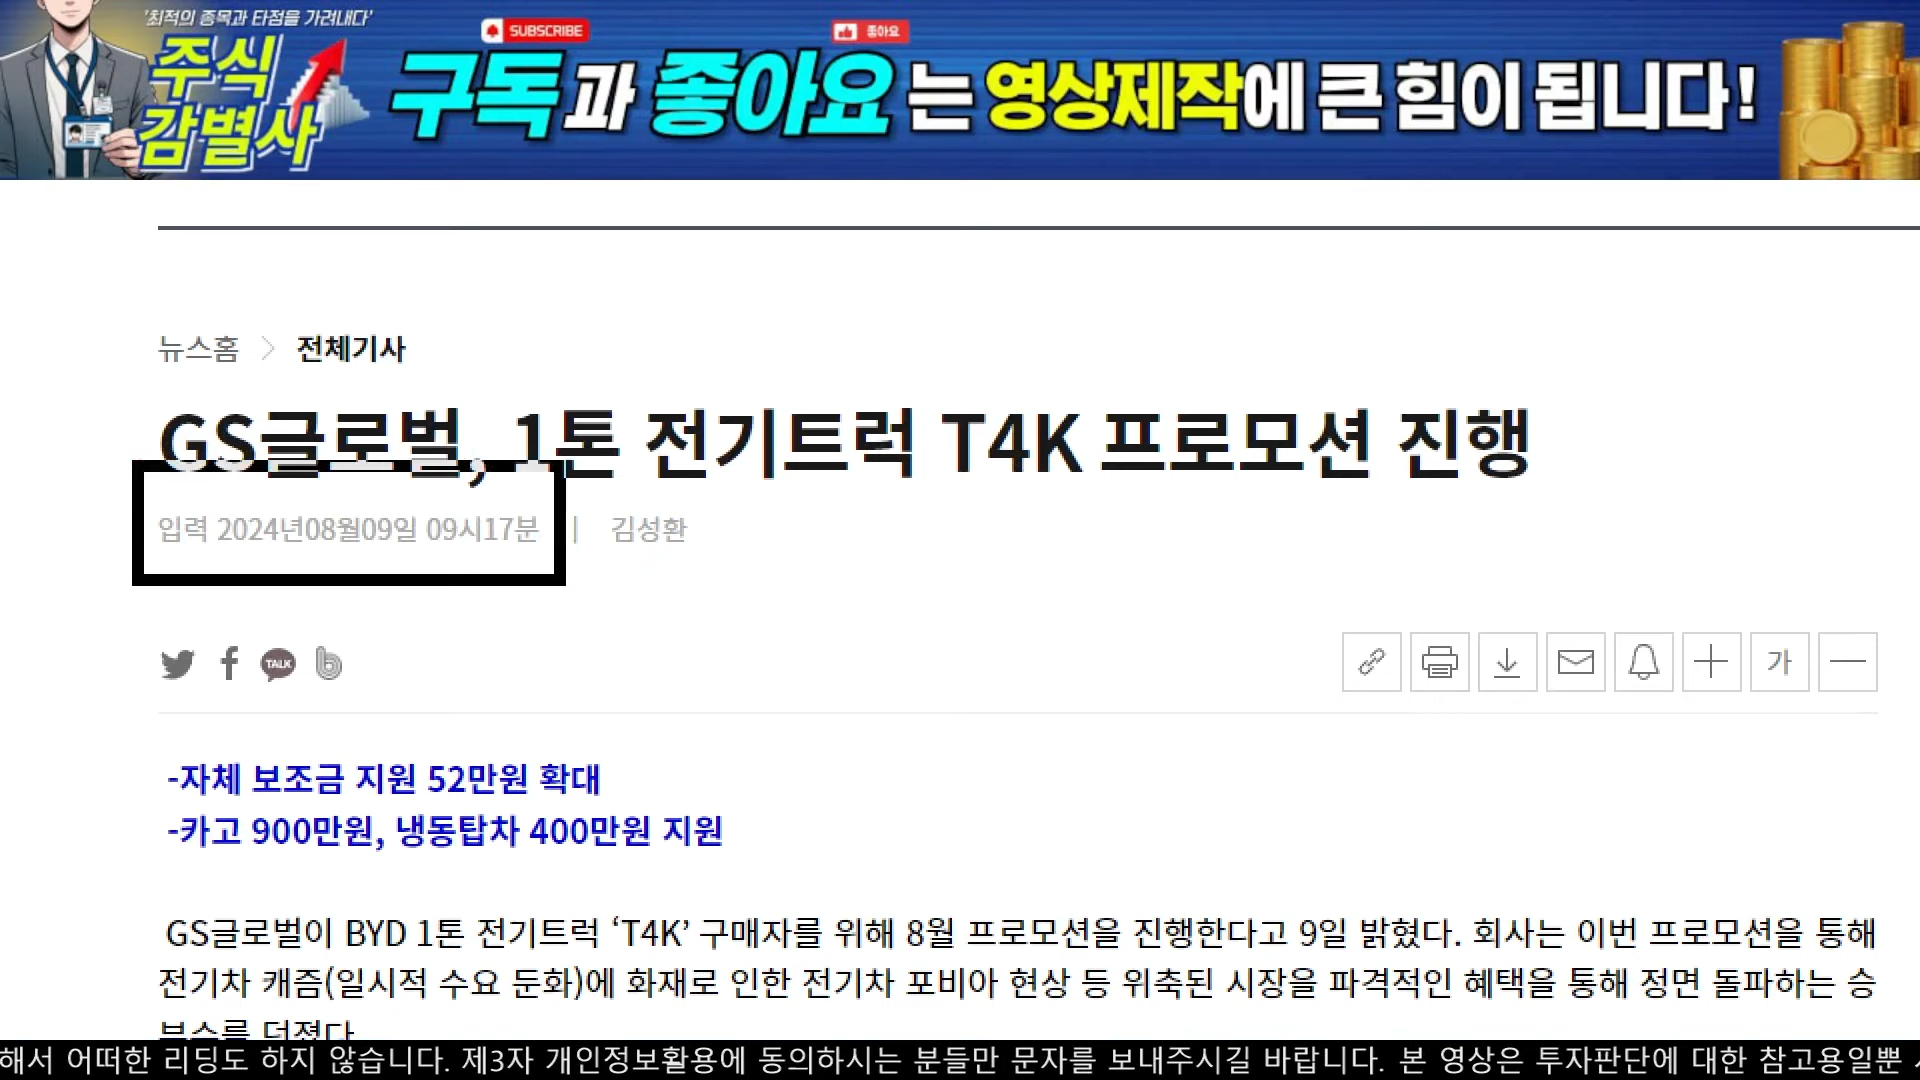 '최적의 종목과 타점을 가려내다'
주식
감별사
SUBSCRIBE
좋아요
구독과 좋아요는 영상제작에 큰 힘이 됩니다!
뉴스홈 > 전체기사
GS글로벌, 1톤 전기트럭 T4K 프로모션 진행
입력 2024년08월09일 09시17분 | 김성환
TALK
b
가
-자체 보조금 지원 52만원 확대
-카고 900만원, 냉동탑차 400만원 지원
GS글로벌이 BYD 1톤 전기트럭 ‘T4K’ 구매자를 위해 8월 프로모션을 진행한다고 9일 밝혔다. 회사는 이번 프로모션을 통해
전기차 캐즘(일시적 수요 둔화)에 화재로 인한 전기차 포비아 현상 등 위축된 시장을 파격적인 혜택을 통해 정면 돌파하는 승
부수를 던졌다.
해서 어떠한 리딩도 하지 않습니다. 제3자 개인정보활용에 동의하시는 분들만 문자를 보내주시길 바랍니다. 본 영상은 투자판단에 대한 참고용일뿐